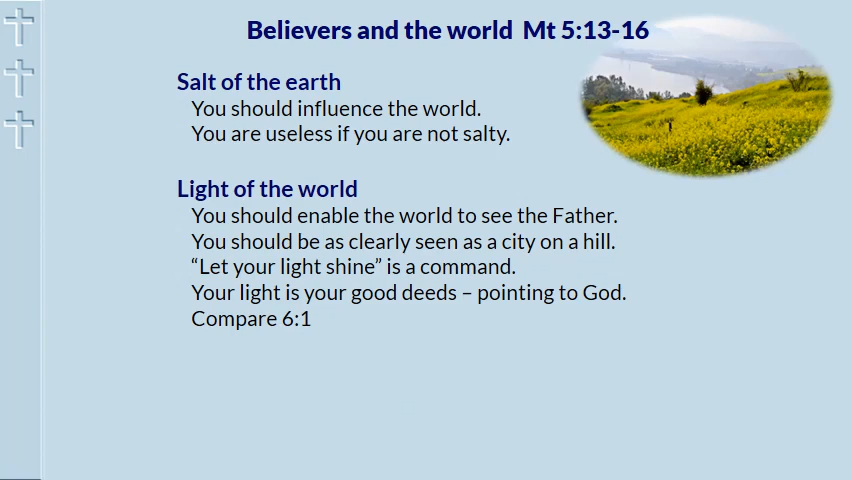 Believers and the world  Mt 5:13-16
Salt of the earth
You should influence the world.
You are useless if you are not salty.
Light of the world
You should enable the world to see the Father.
You should be as clearly seen as a city on a hill.
“Let your light shine” is a command.
Your light is your good deeds – pointing to God.
Compare 6:1